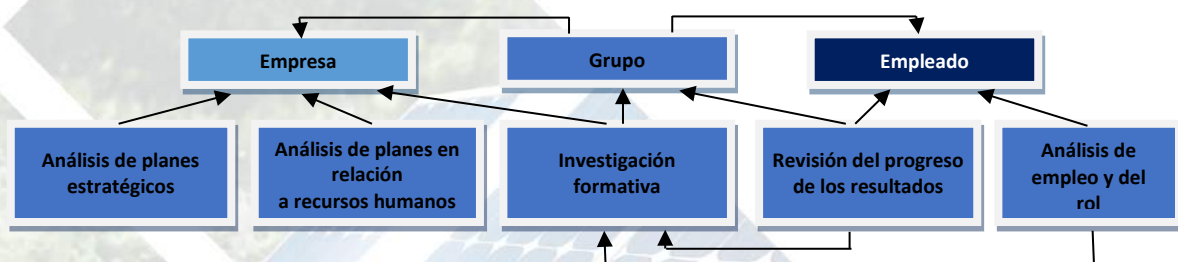 Empresa
Grupo
Empleado
Análisis de planes
estratégicos
Análisis de planes en
relación
a recursos humanos
Investigación
formativa
Revisión del progreso
de los resultados
Análisis de
empleo y del
rol